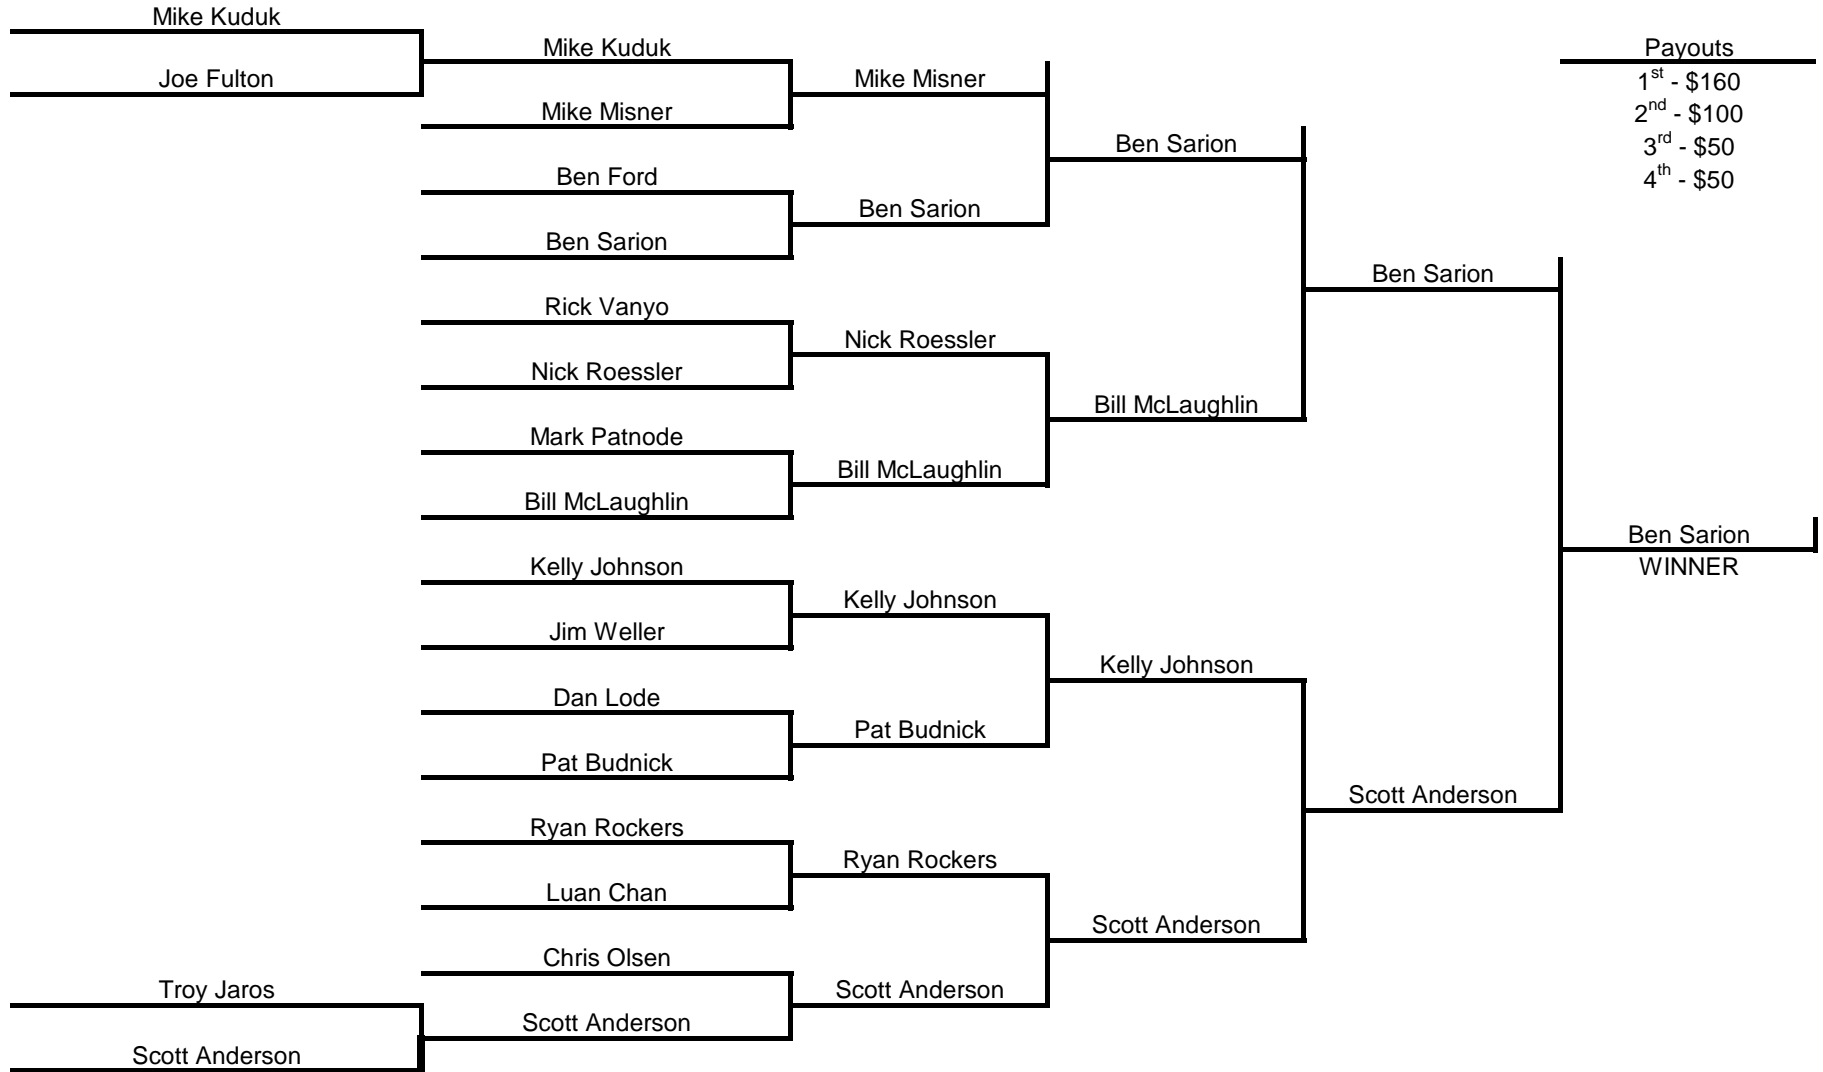 Mike Kuduk
Joe Fulton
Troy Jaros
Scott Anderson
Mike Kuduk
Mike Misner
Ben Ford
Ben Sarion
Rick Vanyo
Nick Roessler
Mark Patnode
Bill McLaughlin
Kelly Johnson
Jim Weller
Dan Lode
Pat Budnick
Ryan Rockers
Luan Chan
Chris Olsen
Scott Anderson
Mike Misner
Ben Sarion
Nick Roessler
Bill McLaughlin
Kelly Johnson
Pat Budnick
Ryan Rockers
Scott Anderson
Ben Sarion
Bill McLaughlin
Kelly Johnson
Scott Anderson
Ben Sarion
Scott Anderson
Ben Sarion
WINNER
Payouts
1st - $160
2nd - $100
3rd - $50
4th - $50